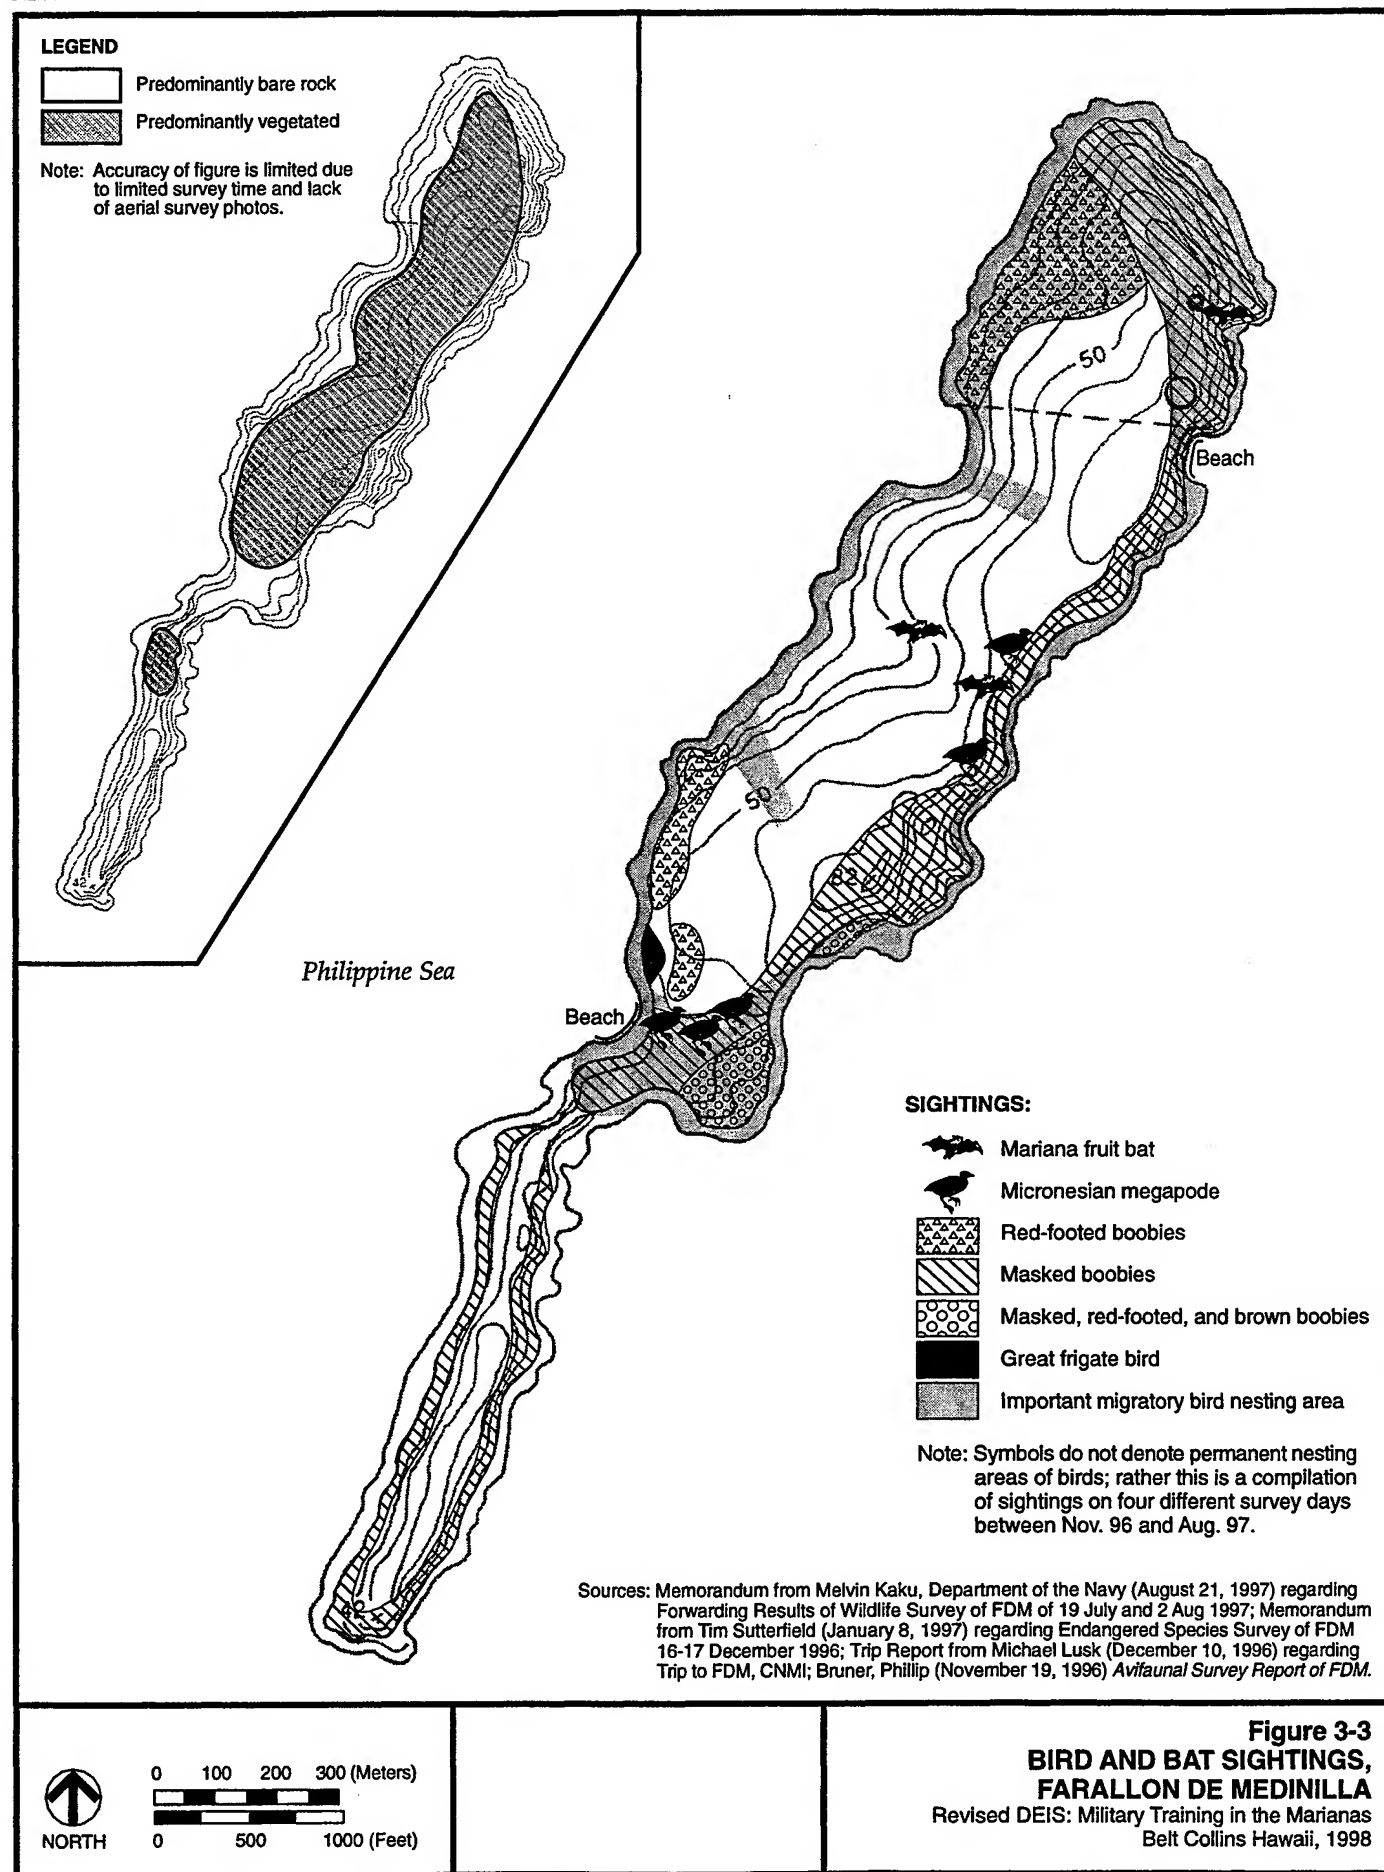 LEGEND
Predominantly bare rock
Predominantly vegetated
Note: Accuracy of figure is limited due
to limited survey time and lack
of aerial survey photos.
50
Beach
50
Philippine Sea
Beach
SIGHTINGS:
Mariana fruit bat
Micronesian megapode
Red-footed boobies
Masked boobies
Masked, red-footed, and brown boobies
Great frigate bird
Important migratory bird nesting area
Note: Symbols do not denote permanent nesting
areas of birds; rather this is a compilation
of sightings on four different survey days
between Nov. 96 and Aug. 97.
Sources: Memorandum from Melvin Kaku, Department of the Navy (August 21, 1997) regarding
Forwarding Results of Wildlife Survey of FDM of 19 July and 2 Aug 1997; Memorandum
from Tim Sutterfield (January 8, 1997) regarding Endangered Species Survey of FDM
16-17 December 1996; Trip Report from Michael Lusk (December 10, 1996) regarding
Trip to FDM, CNMI; Bruner, Phillip (November 19, 1996) Avifaunal Survey Report of FDM.
NORTH
0 100 200 300 (Meters)
0 500 1000 (Feet)
Figure 3-3
BIRD AND BAT SIGHTINGS,
FARALLON DE MEDINILLA
Revised DEIS: Military Training in the Marianas
Belt Collins Hawaii, 1998